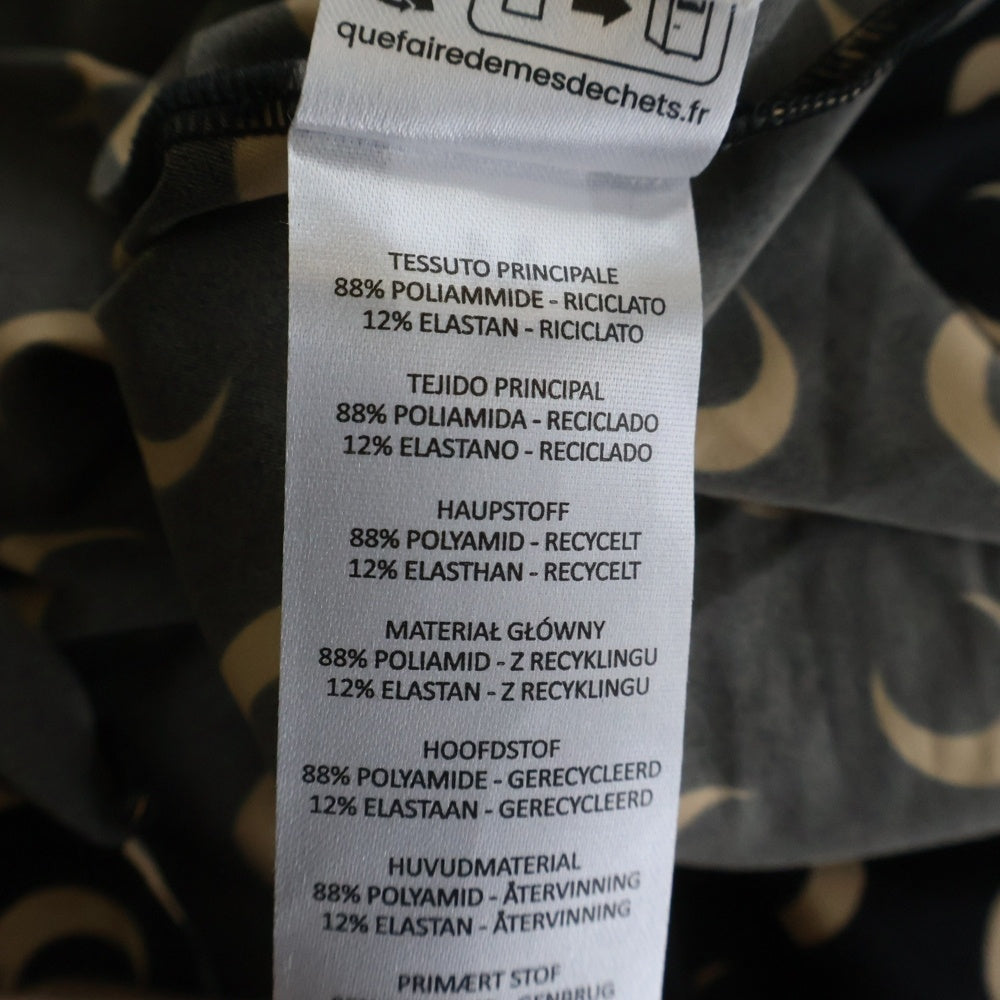 quefairedemesdechets.fr
TESSUTO PRINCIPALE
88% POLIAMMIDE - RICICLATO
12% ELASTAN - RICICLATO
TEJIDO PRINCIPAL
88% POLIAMIDA - RECICLADO
12% ELASTANO - RECICLADO
HAUPSTOFF
88% POLYAMID - RECYCELT
12% ELASTHAN - RECYCELT
MATERIAŁ GŁÓWNY
88% POLIAMID - Z RECYKLINGU
12% ELASTAN - Z RECYKLINGU
HOOFDSTOF
88% POLYAMIDE - GERECYCLEERD
12% ELASTAAN - GERECYCLEERD
HUVUDMATERIAL
88% POLYAMID - ÅTERVINNING
12% ELASTAN - ÅTERVINNING
PRIMÆRT STOF